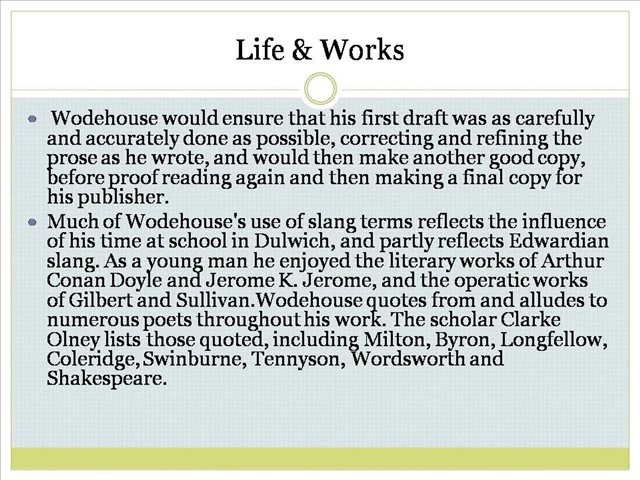 Life & Works
Wodehouse would ensure that his first draft was as carefully
and accurately done as possible, correcting and refining the
prose as he wrote, and would then make another good copy,
before proof reading again and then making a final copy for
his publisher.
Much of Wodehouse's use of slang terms reflects the influence
of his time at school in Dulwich, and partly reflects Edwardian
slang. As a young man he enjoyed the literary works of Arthur
Conan Doyle and Jerome K. Jerome, and the operatic works
of Gilbert and Sullivan.Wodehouse quotes from and alludes to
numerous poets throughout his work. The scholar Clarke
Olney lists those quoted, including Milton, Byron, Longfellow,
Coleridge, Swinburne, Tennyson, Wordsworth and
Shakespeare.